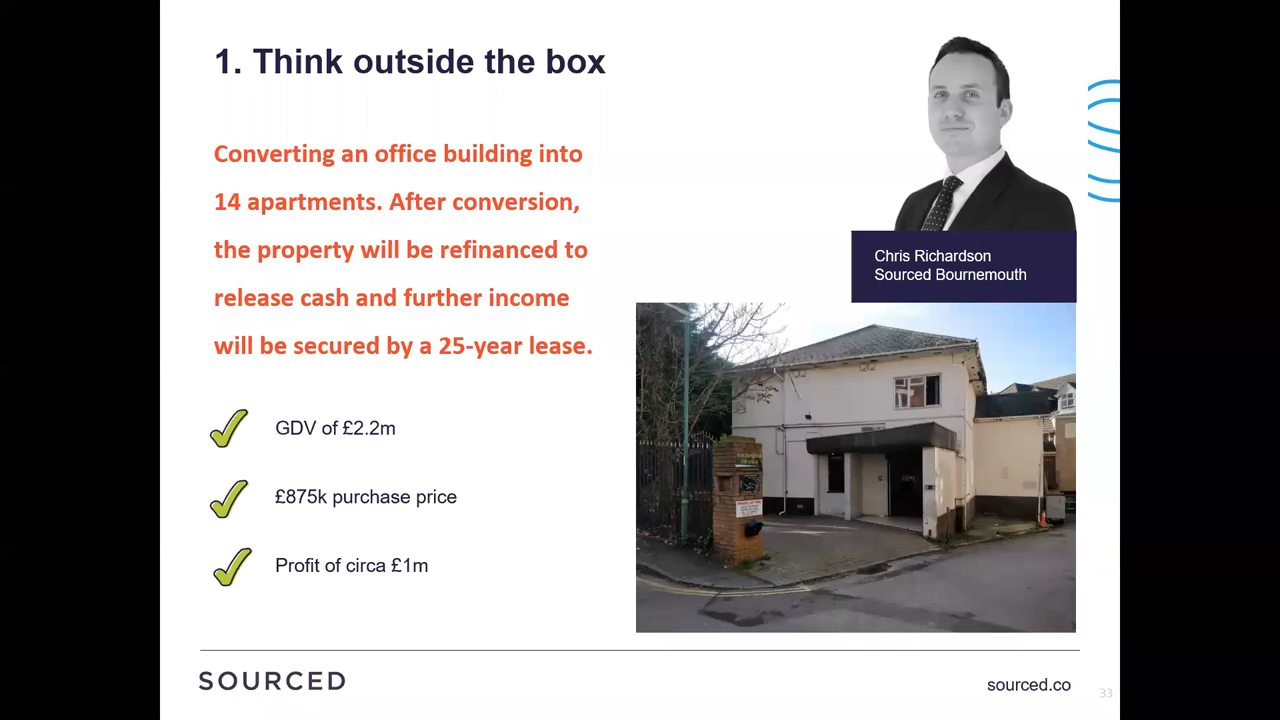 1. Think outside the box
Converting an office building into
14 apartments. After conversion,
the property will be refinanced to
release cash and further income
will be secured by a 25-year lease.
GDV of £2.2m
£875k purchase price
Profit of circa £1m
Chris Richardson
Sourced Bournemouth
SOURCED
sourced.co
33